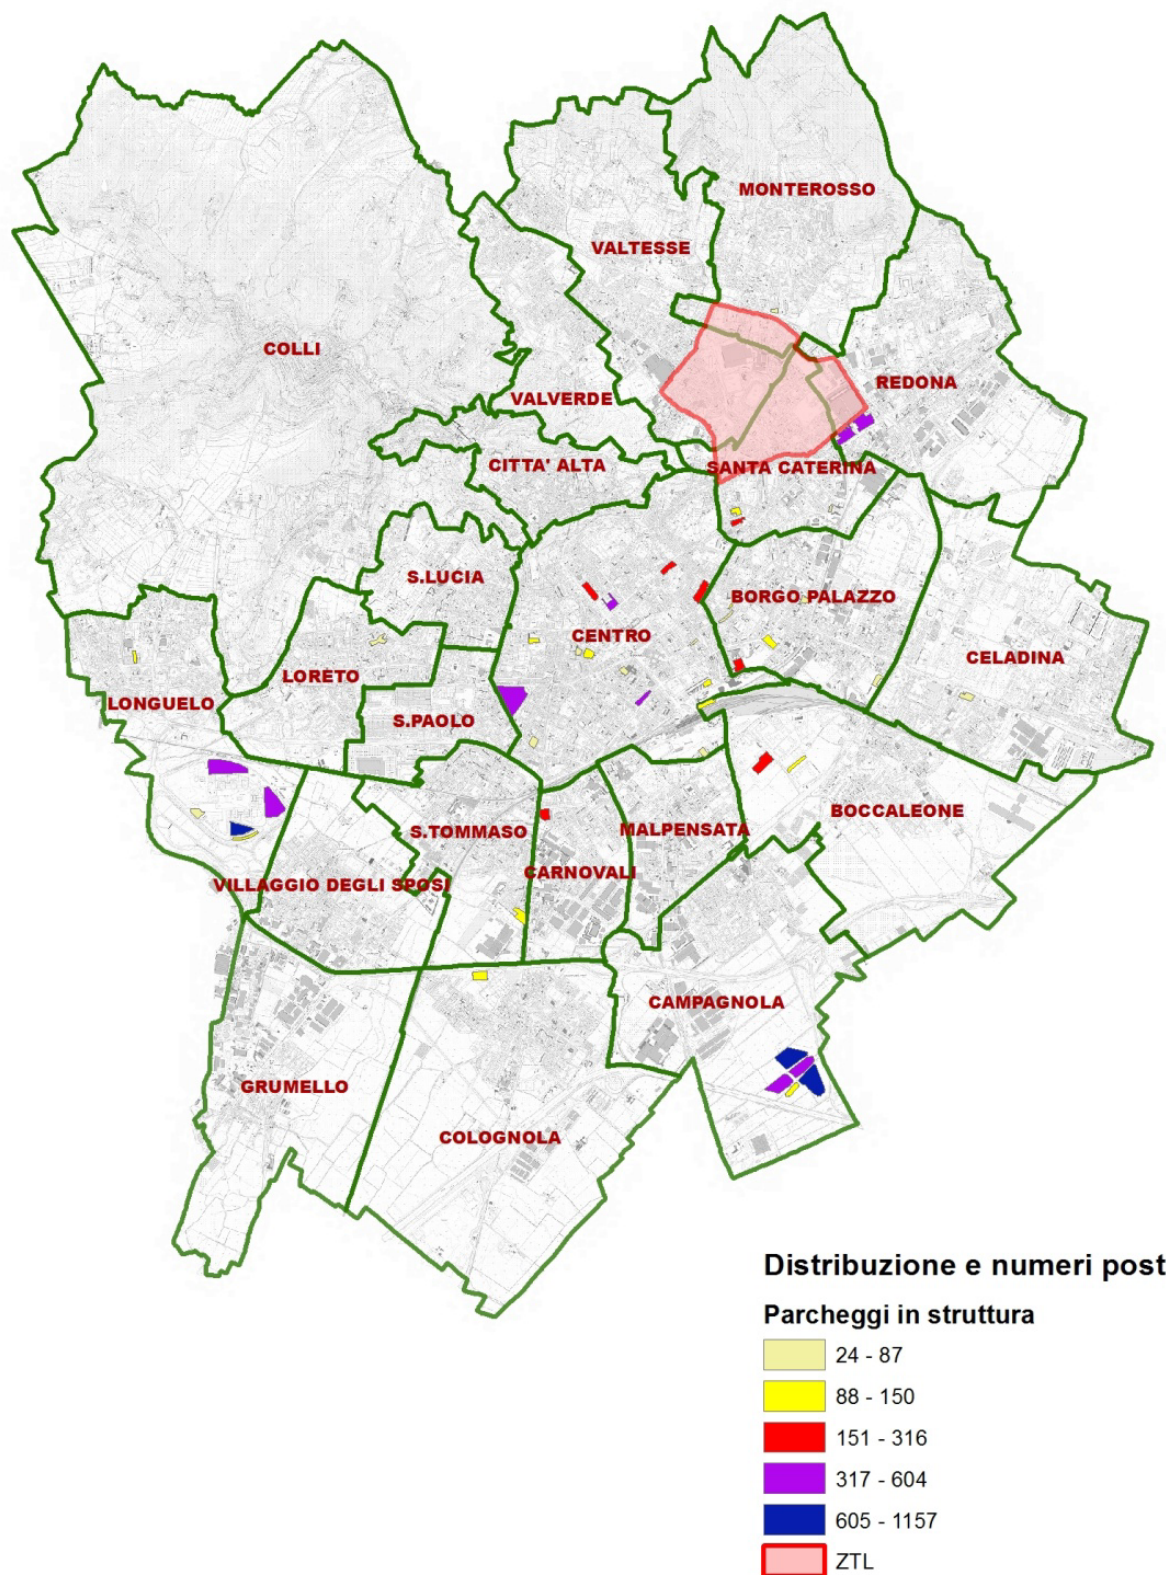 MONTEROSSO
VALTESSE
COLLI
REDONA
VALVERDE
CITTA' ALTA
SANTA CATERINA
S.LUCIA
BORGO PALAZZO
CENTRO
CELADINA
LORETO
LONGUELO
S.PAOLO
BOCCALEONE
S.TOMMASO
MALPENSATA
CARNOVALI
VILLAGGIO DEGLI SPOSI
CAMPAGNOLA
GRUMELLO
COLOGNOLA
Distribuzione e numeri post
Parcheggi in struttura
24 - 87
88 - 150
151 - 316
317 - 604
605 - 1157
ZTL